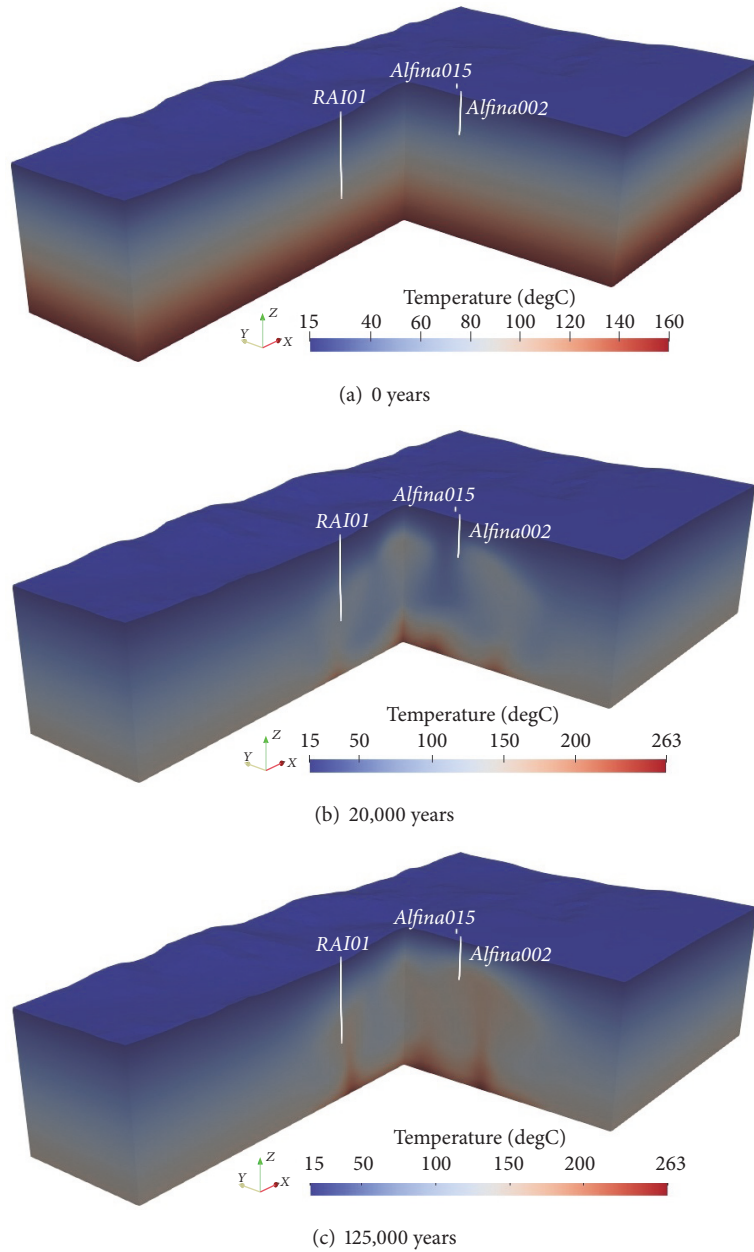 Alfina015
RAI01
Alfina002
Temperature (degC)
Z
Y X
15 40 60 80 100 120 140 160
(a) 0 years
Alfina015
RAI01
Alfina002
Temperature (degC)
Z
Y X
15 50 100 150 200 263
(b) 20,000 years
Alfina015
RAI01
Alfina002
Temperature (degC)
Z
Y X
15 50 100 150 200 263
(c) 125,000 years